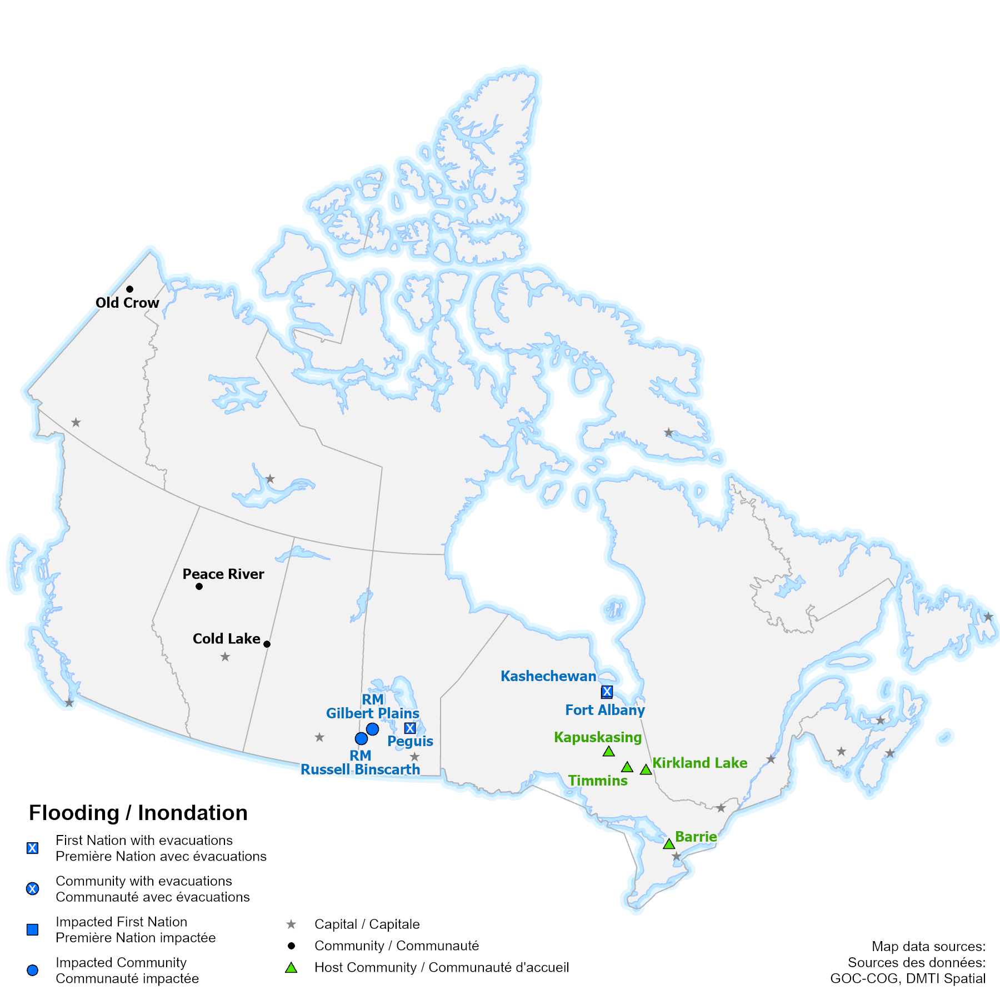 Old Crow
Peace River
Cold Lake
Kashechewan
Fort Albany
RM
Gilbert Plains
Peguis
RM
Russell Binscarth
Kapuskasing
Kirkland Lake
Timmins
Barrie
Flooding / Inondation
First Nation with evacuations
Première Nation avec évacuations
Community with evacuations
Communauté avec évacuations
Impacted First Nation
Première Nation impactée
Impacted Community
Communauté impactée
Capital / Capitale
Community / Communauté
Host Community / Communauté d'accueil
Map data sources:
Sources des données:
GOC-COG, DMTI Spatial